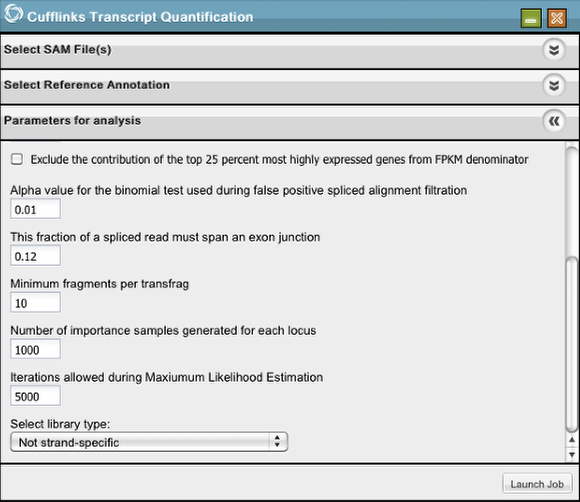 Cufflinks Transcript Quantification
Select SAM File(s)
Select Reference Annotation
Parameters for analysis
Exclude the contribution of the top 25 percent most highly expressed genes from FPKM denominator
Alpha value for the binomial test used during false positive spliced alignment filtration
0.01
This fraction of a spliced read must span an exon junction
0.12
Minimum fragments per transfrag
10
Number of importance samples generated for each locus
1000
Iterations allowed during Maxiumum Likelihood Estimation
5000
Select library type:
Not strand-specific
Launch Job